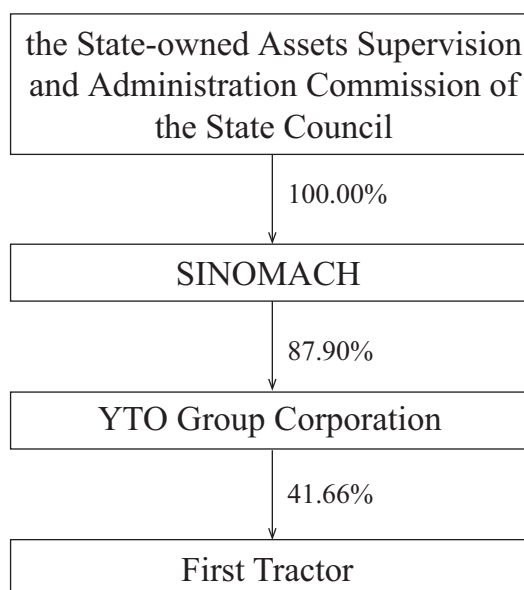 the State-owned Assets Supervision
and Administration Commission of
the State Council
100.00%
SINOMACH
87.90%
YTO Group Corporation
41.66%
First Tractor